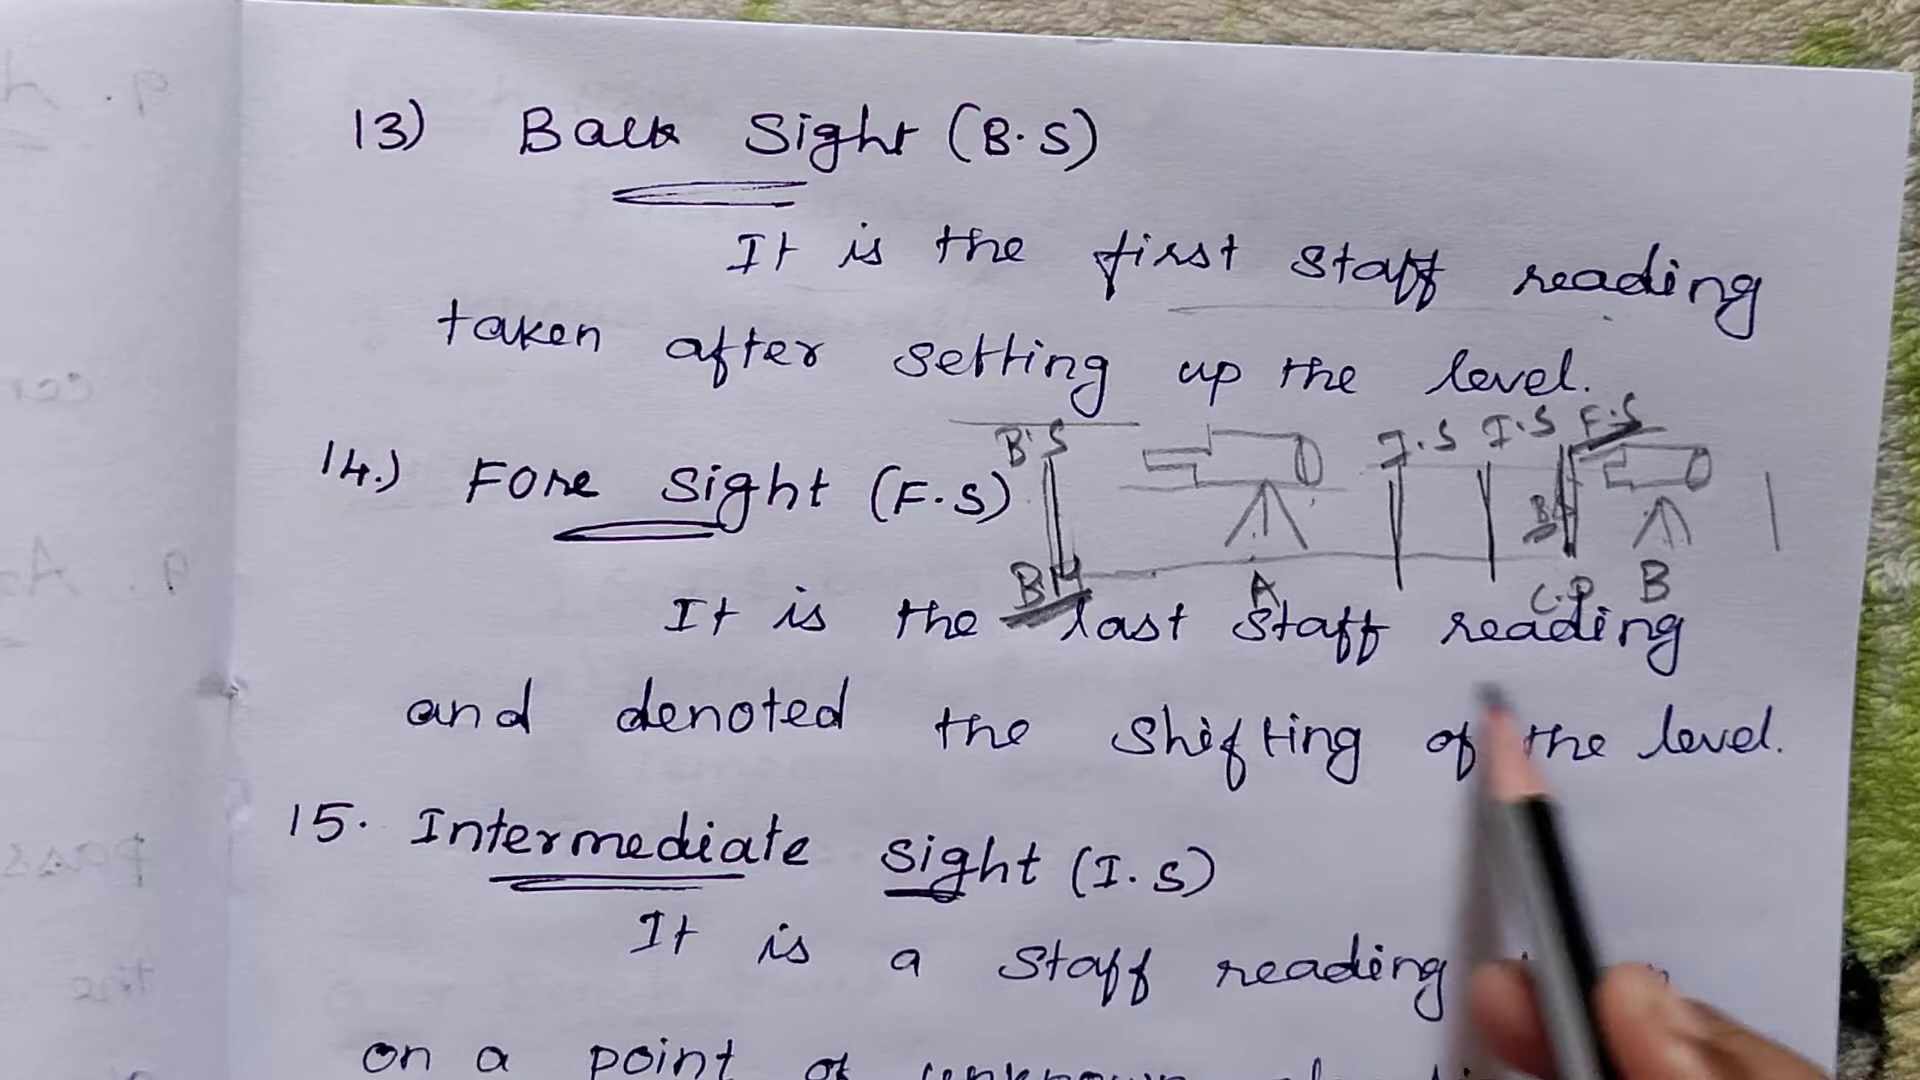 13) Back Sight (B.S)
It is the first staff reading
taken after setting up the level.
B.S I.S I.S F.S
14.) Fore Sight (F.S)
B.M A C.P B
It is the last staff reading
and denoted the shifting of the level.
15. Intermediate sight (I.S)
It is a staff reading
on a point of unknown